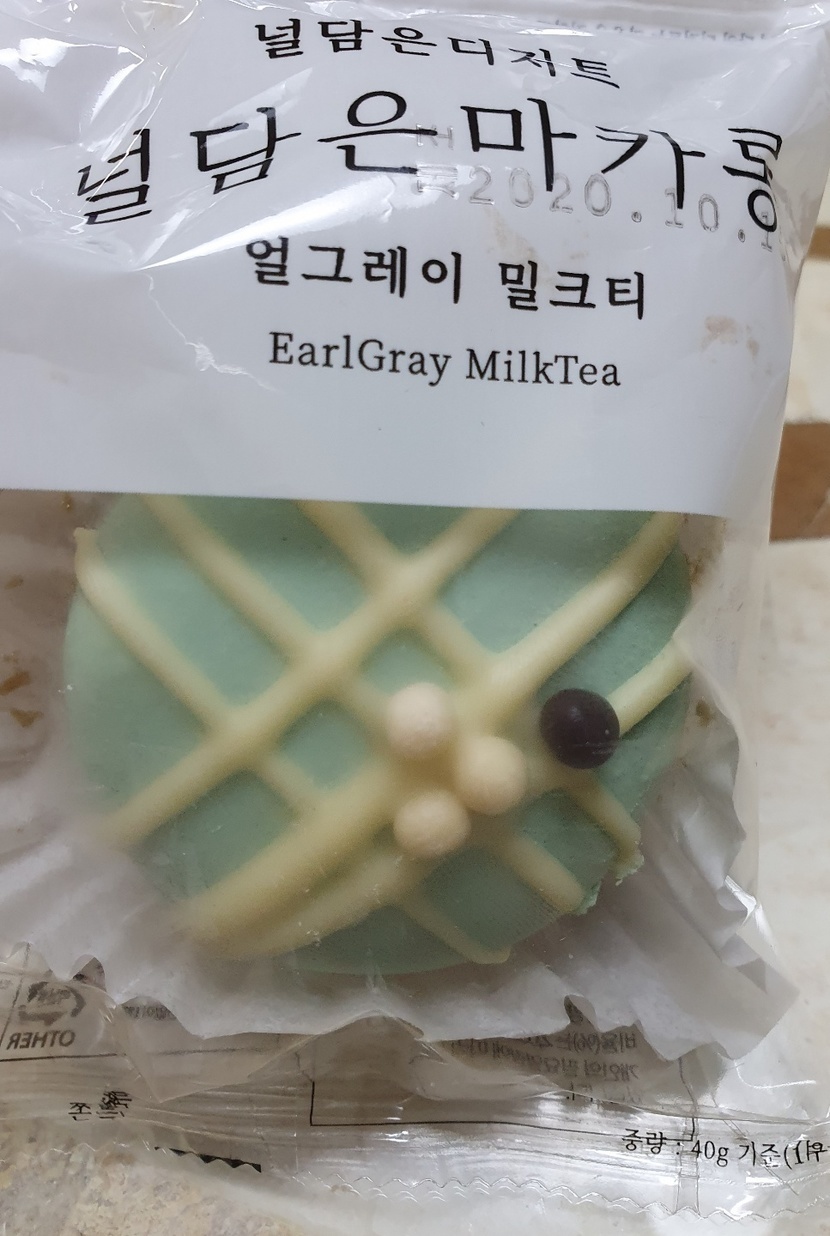 널담은디저트
널담은마카롱
2020.10.1
얼그레이 밀크티
EarlGray MilkTea
OTHER
중량 : 40g 기준(1